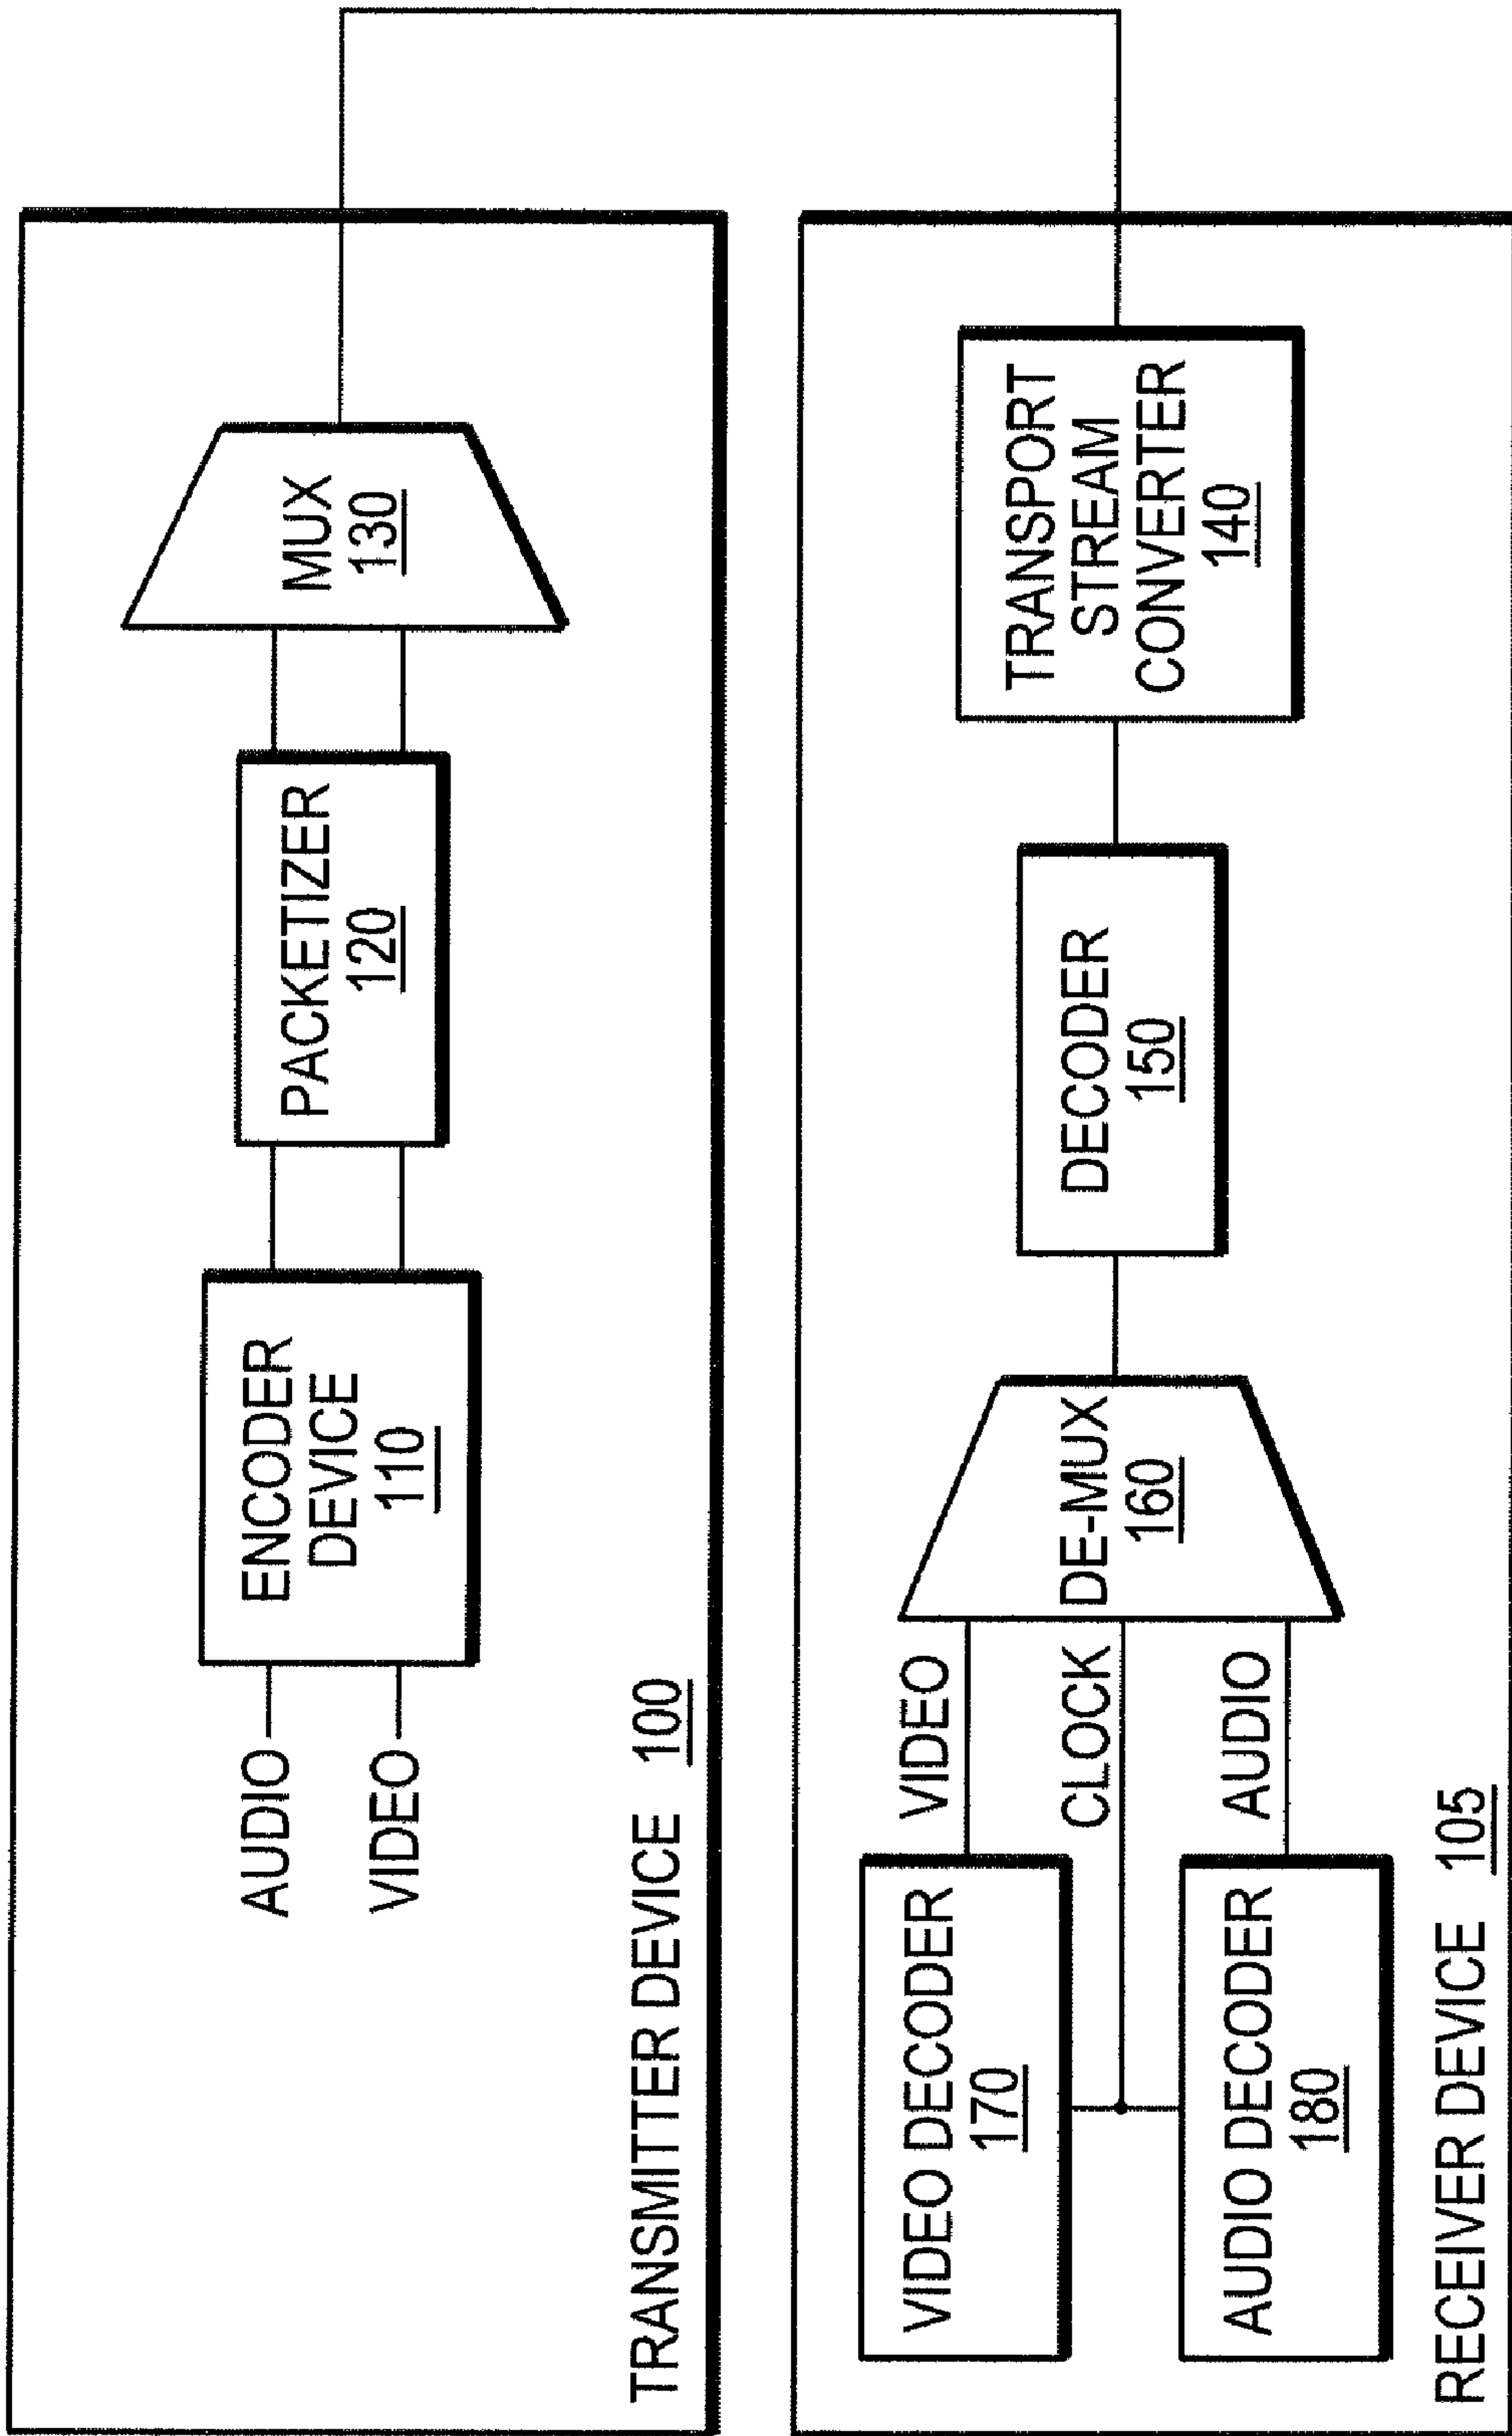 AUDIO
VIDEO
ENCODER
DEVICE
110
PACKETIZER
120
MUX
130
TRANSMITTER DEVICE 100
VIDEO DECODER
170
AUDIO DECODER
180
VIDEO
CLOCK
AUDIO
DE-MUX
160
DECODER
150
TRANSPORT
STREAM
CONVERTER
140
RECEIVER DEVICE 105